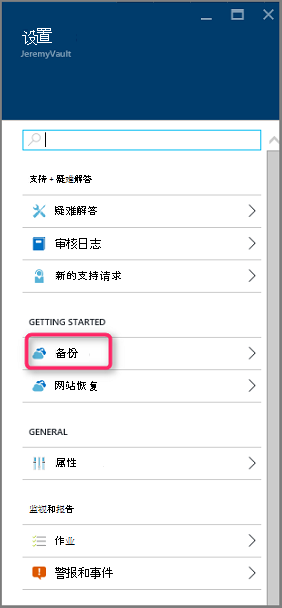 设置
JeremyVault
支持 + 疑难解答
疑难解答
审核日志
新的支持请求
GETTING STARTED
备份
网站恢复
GENERAL
属性
监视和报告
作业
警报和事件